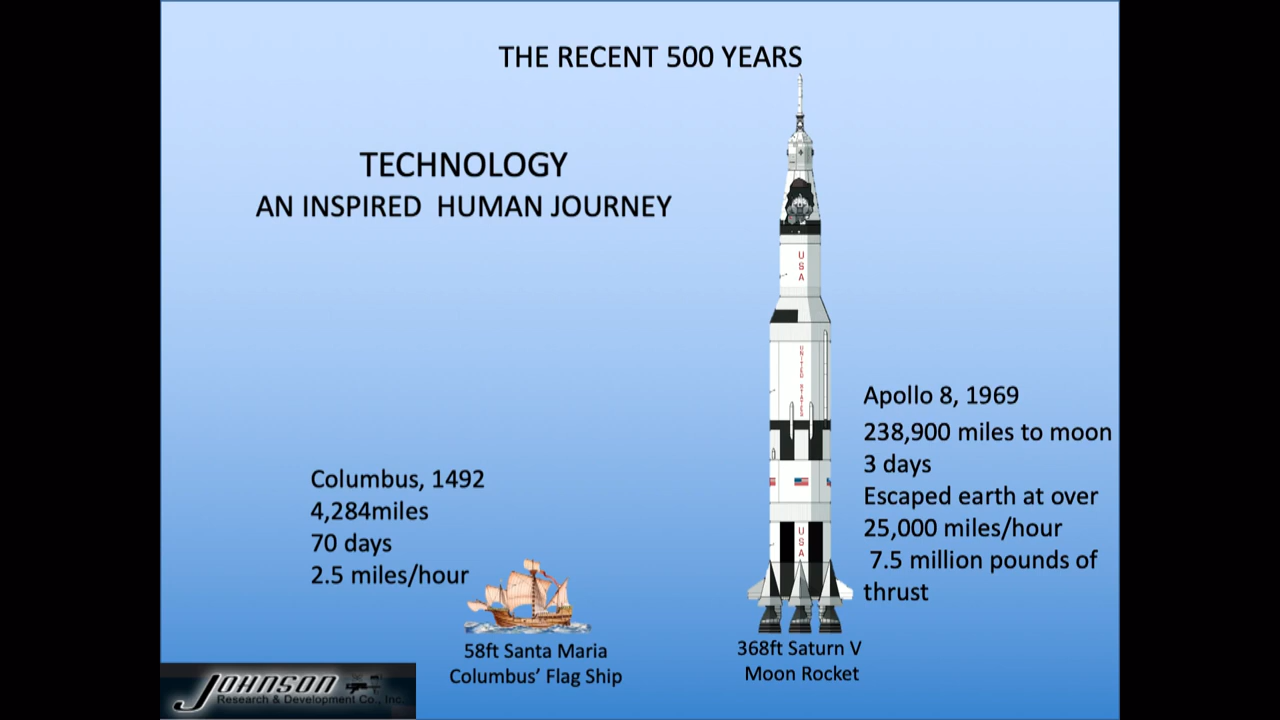 THE RECENT 500 YEARS
TECHNOLOGY
AN INSPIRED HUMAN JOURNEY
USA
UNITED STATES
Apollo 8, 1969
238,900 miles to moon
3 days
Escaped earth at over
25,000 miles/hour
7.5 million pounds of
thrust
Columbus, 1492
4,284miles
70 days
2.5 miles/hour
USA
58ft Santa Maria
Columbus' Flag Ship
368ft Saturn V
Moon Rocket
JOHNSON
Research & Development Co., Inc.